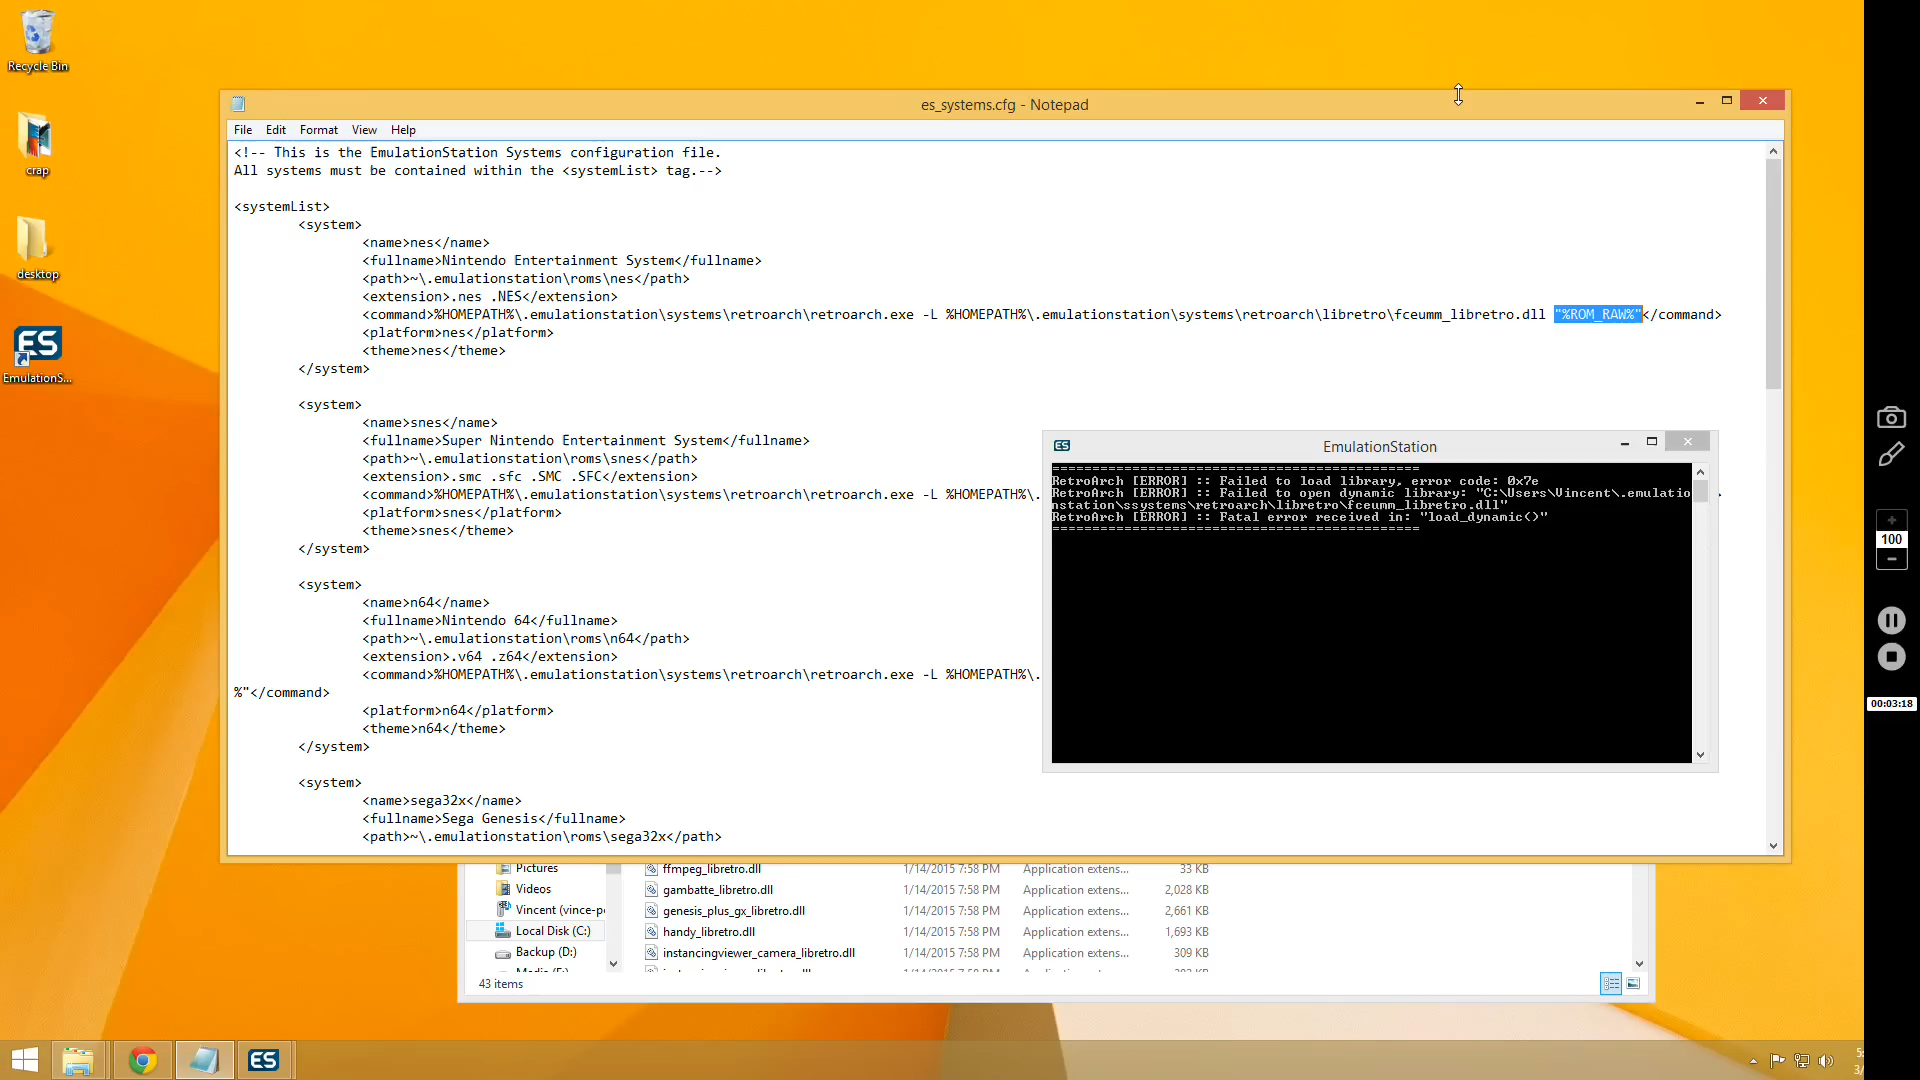 Recycle Bin
crap
desktop
EmulationS...
es_systems.cfg - Notepad
File Edit Format View Help
<!-- This is the EmulationStation Systems configuration file.
All systems must be contained within the <systemList> tag.-->
<systemList>
<system>
<name>nes</name>
<fullname>Nintendo Entertainment System</fullname>
<path>~\.emulationstation\roms\nes</path>
<extension>.nes .NES</extension>
<command>%HOMEPATH%\.emulationstation\systems\retroarch\retroarch.exe -L %HOMEPATH%\.emulationstation\systems\retroarch\libretro\fceumm_libretro.dll "%ROM_RAW%"</command>
<platform>nes</platform>
<theme>nes</theme>
</system>
<system>
<name>snes</name>
<fullname>Super Nintendo Entertainment System</fullname>
<path>~\.emulationstation\roms\snes</path>
<extension>.smc .sfc .SMC .SFC</extension>
<command>%HOMEPATH%\.emulationstation\systems\retroarch\retroarch.exe -L %HOMEPATH%\.
<platform>snes</platform>
<theme>snes</theme>
</system>
<system>
<name>n64</name>
<fullname>Nintendo 64</fullname>
<path>~\.emulationstation\roms\n64</path>
<extension>.v64 .z64</extension>
<command>%HOMEPATH%\.emulationstation\systems\retroarch\retroarch.exe -L %HOMEPATH%\.
%"</command>
<platform>n64</platform>
<theme>n64</theme>
</system>
<system>
<name>sega32x</name>
<fullname>Sega Genesis</fullname>
<path>~\.emulationstation\roms\sega32x</path>
ES EmulationStation
RetroArch [ERROR] :: Failed to load library, error code: 0x7e
RetroArch [ERROR] :: Failed to open dynamic library: "C:\Users\Vincent\.emulatio
nstation\ssystems\retroarch\libretro\fceumm_libretro.dll"
RetroArch [ERROR] :: Fatal error received in: "load_dynamic()"
Pictures
Videos
Vincent (vince-p
Local Disk (C:)
Backup (D:)
ffmpeg_libretro.dll 1/14/2015 7:58 PM Application extens... 33 KB
gambatte_libretro.dll 1/14/2015 7:58 PM Application extens... 2,028 KB
genesis_plus_gx_libretro.dll 1/14/2015 7:58 PM Application extens... 2,661 KB
handy_libretro.dll 1/14/2015 7:58 PM Application extens... 1,693 KB
instancingviewer_camera_libretro.dll 1/14/2015 7:58 PM Application extens... 309 KB
43 items
100
00:03:18
ES
ES